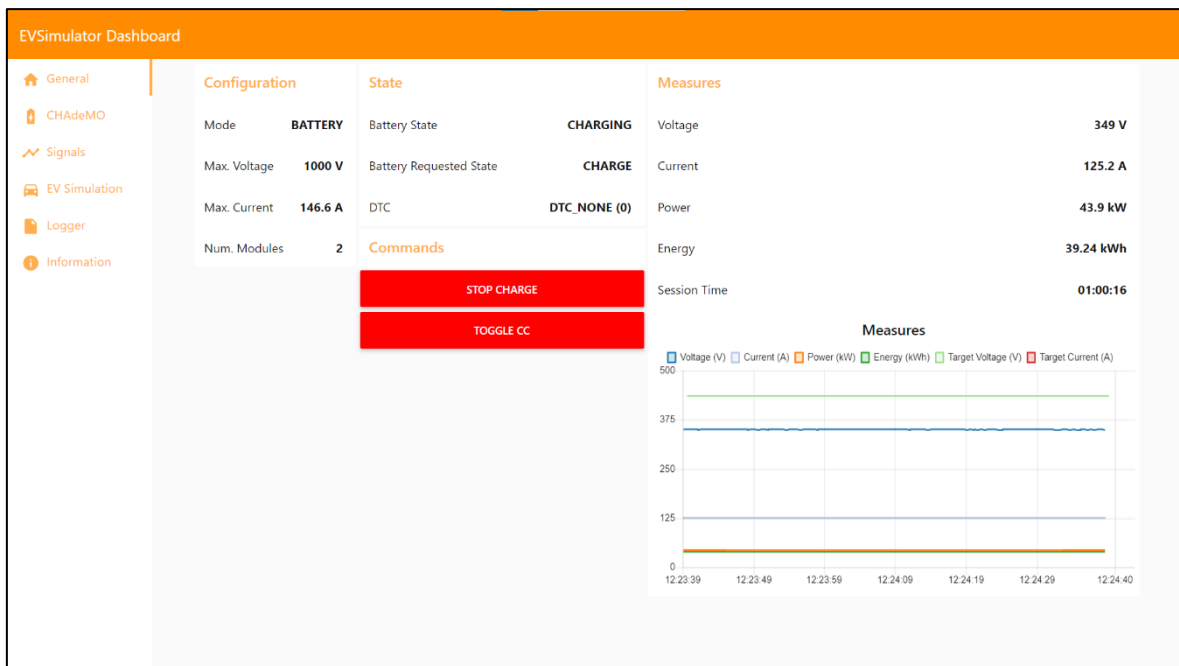 EVSimulator Dashboard
General
CHAdeMO
Signals
EV Simulation
Logger
Information
Configuration
Mode BATTERY
Max. Voltage 1000 V
Max. Current 146.6 A
Num. Modules 2
State
Battery State CHARGING
Battery Requested State CHARGE
DTC DTC_NONE (0)
Commands
STOP CHARGE
TOGGLE CC
Measures
Voltage 349 V
Current 125.2 A
Power 43.9 kW
Energy 39.24 kWh
Session Time 01:00:16
Measures
Voltage (V) Current (A) Power (kW) Energy (kWh) Target Voltage (V) Target Current (A)
500
375
250
125
0
12:23:39 12:23:49 12:23:59 12:24:09 12:24:19 12:24:29 12:24:40